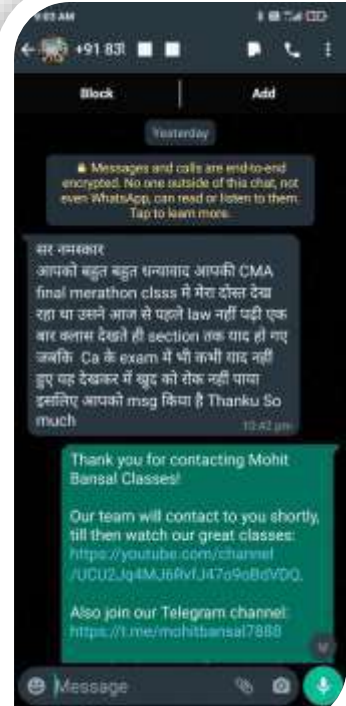 9:03 AM
+91 831
Block
Add
Yesterday
Messages and calls are end-to-end
encrypted. No one outside of this chat, not
even WhatsApp, can read or listen to them.
Tap to learn more.
सर नमस्कार
आपको बहुत बहुत धन्यावाद आपकी CMA
final merathon clsss मे मेरा दोस्त देख
रहा था उसने आज से पहले law नहीं पढ़ी एक
बार क्लास देखते ही section तक याद हो गए
जबकि Ca के exam मे भी कभी याद नहीं
हुए यह देखकर में खुद को रोक नहीं पाया
इसलिए आपको msg किया है Thanku So
much
10:42 pm
Thank you for contacting Mohit
Bansal Classes!
Our team will contact to you shortly,
till then watch our great classes:
https://youtube.com/channel
Also join our Telegram channel:
https://t.me/mohitbansal7888
Message